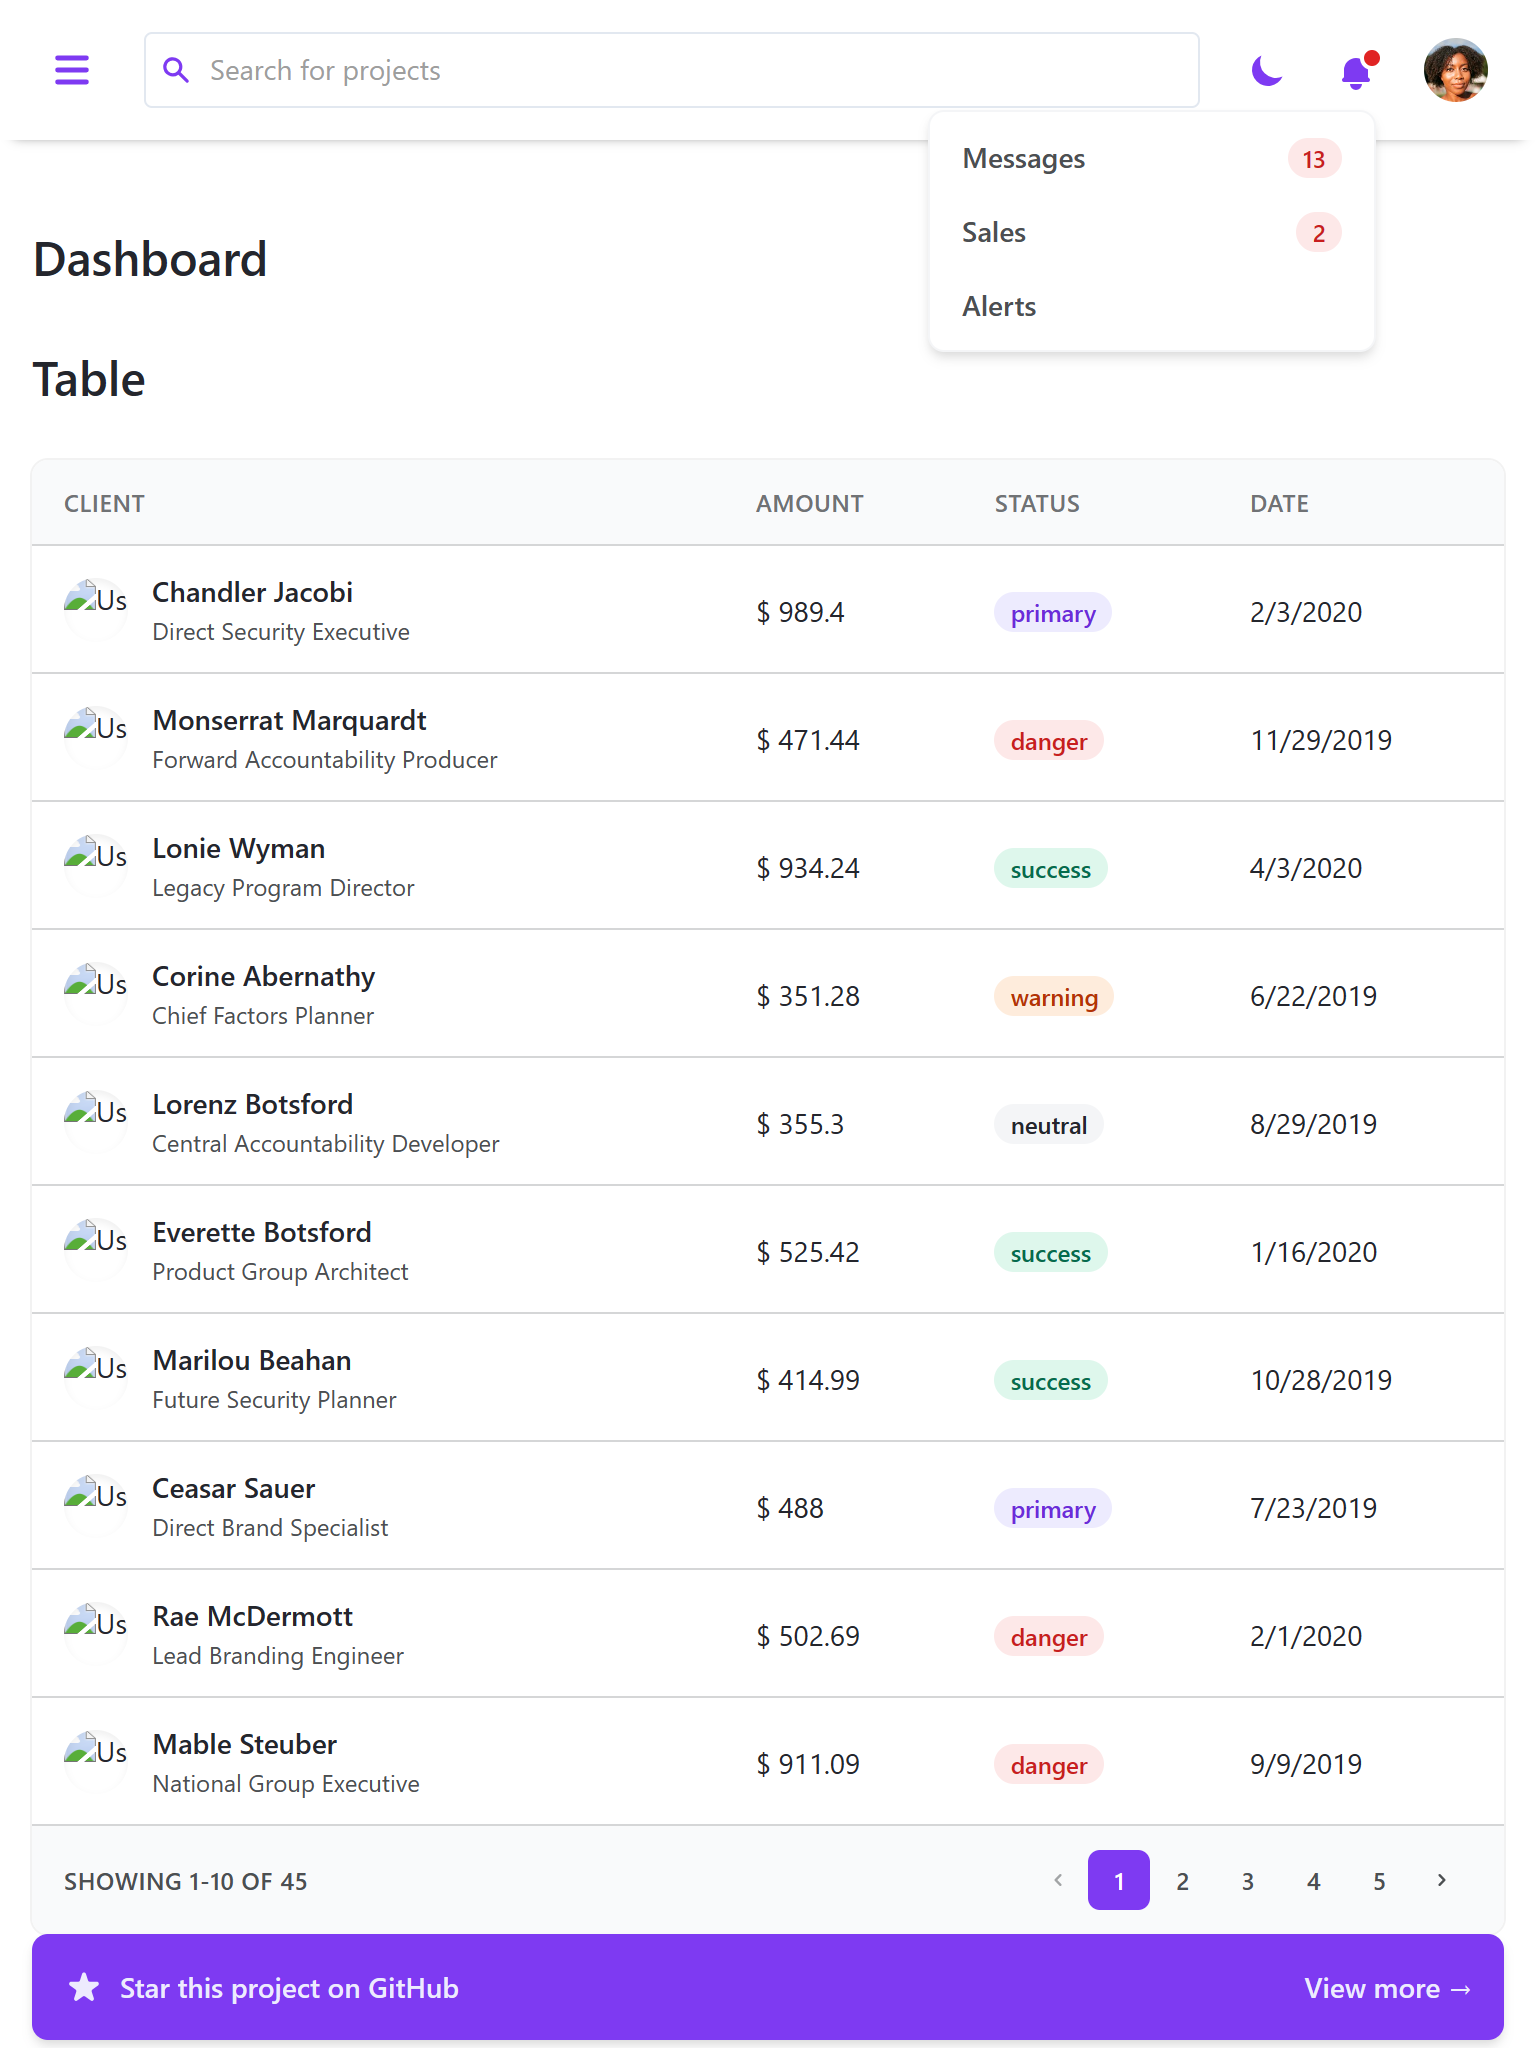 Search for projects
Messages 13
Sales 2
Alerts
Dashboard
Table
CLIENT AMOUNT STATUS DATE
Us Chandler Jacobi
Direct Security Executive
$ 989.4 primary 2/3/2020
Us Monserrat Marquardt
Forward Accountability Producer
$ 471.44 danger 11/29/2019
Us Lonie Wyman
Legacy Program Director
$ 934.24 success 4/3/2020
Us Corine Abernathy
Chief Factors Planner
$ 351.28 warning 6/22/2019
Us Lorenz Botsford
Central Accountability Developer
$ 355.3 neutral 8/29/2019
Us Everette Botsford
Product Group Architect
$ 525.42 success 1/16/2020
Us Marilou Beahan
Future Security Planner
$ 414.99 success 10/28/2019
Us Ceasar Sauer
Direct Brand Specialist
$ 488 primary 7/23/2019
Us Rae McDermott
Lead Branding Engineer
$ 502.69 danger 2/1/2020
Us Mable Steuber
National Group Executive
$ 911.09 danger 9/9/2019
SHOWING 1-10 OF 45 1 2 3 4 5
Star this project on GitHub View more →